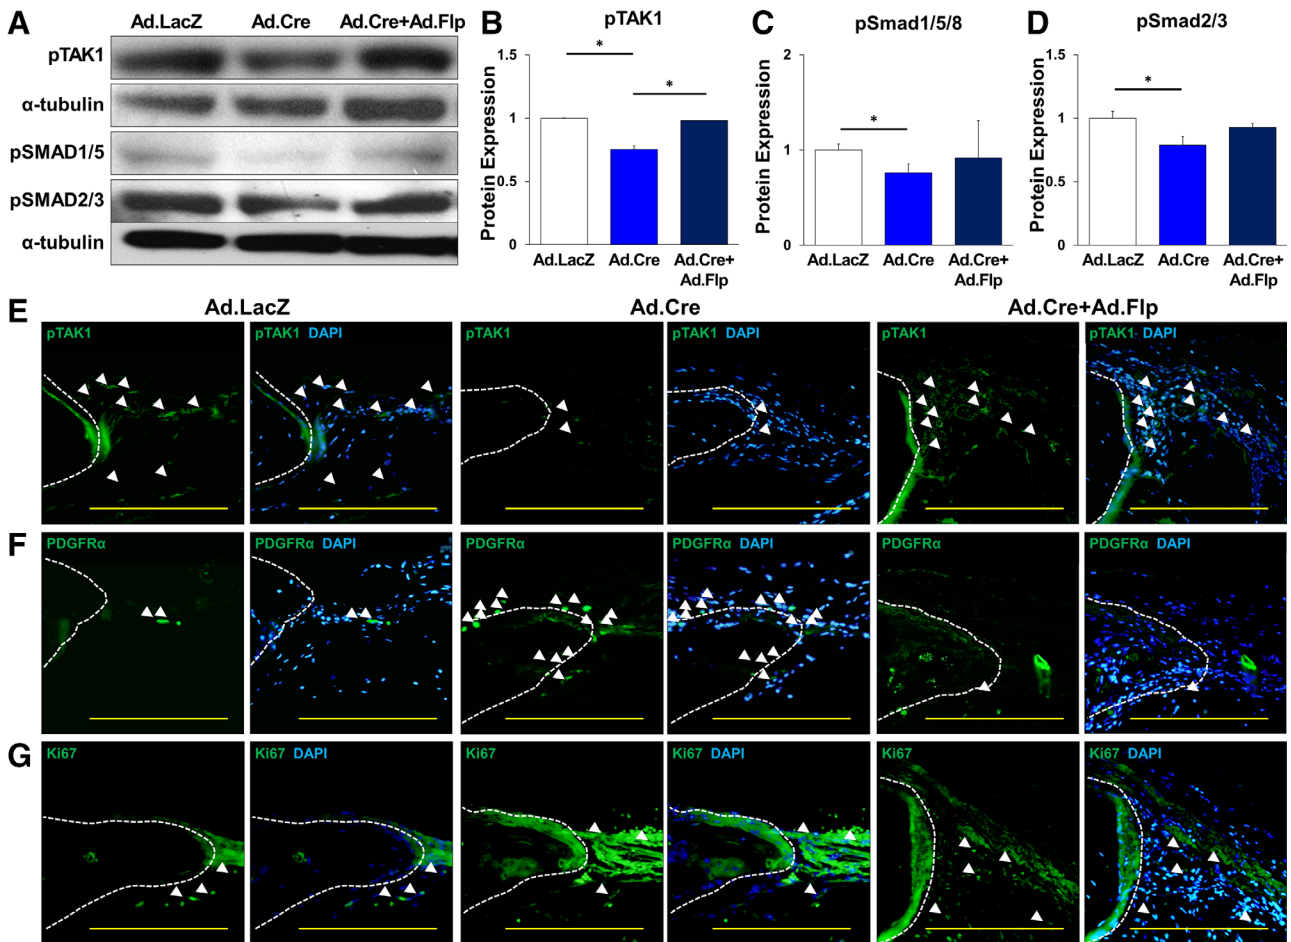 A
Ad.LacZ Ad.Cre Ad.Cre+Ad.Flp
pTAK1
α-tubulin
pSMAD1/5
pSMAD2/3
α-tubulin
B
pTAK1
Protein Expression
1.5
1
0.5
0
*
*
Ad.LacZ Ad.Cre Ad.Cre+
Ad.Flp
C
pSmad1/5/8
Protein Expression
2
1
0
*
Ad.LacZ Ad.Cre Ad.Cre+
Ad.Flp
D
pSmad2/3
Protein Expression
1.5
1
0.5
0
*
Ad.LacZ Ad.Cre Ad.Cre+
Ad.Flp
Ad.LacZ Ad.Cre Ad.Cre+Ad.Flp
E
pTAK1 pTAK1 DAPI pTAK1 pTAK1 DAPI pTAK1 pTAK1 DAPI
F
PDGFRα PDGFRα DAPI PDGFRα PDGFRα DAPI PDGFRα PDGFRα DAPI
G
Ki67 Ki67 DAPI Ki67 Ki67 DAPI Ki67 Ki67 DAPI